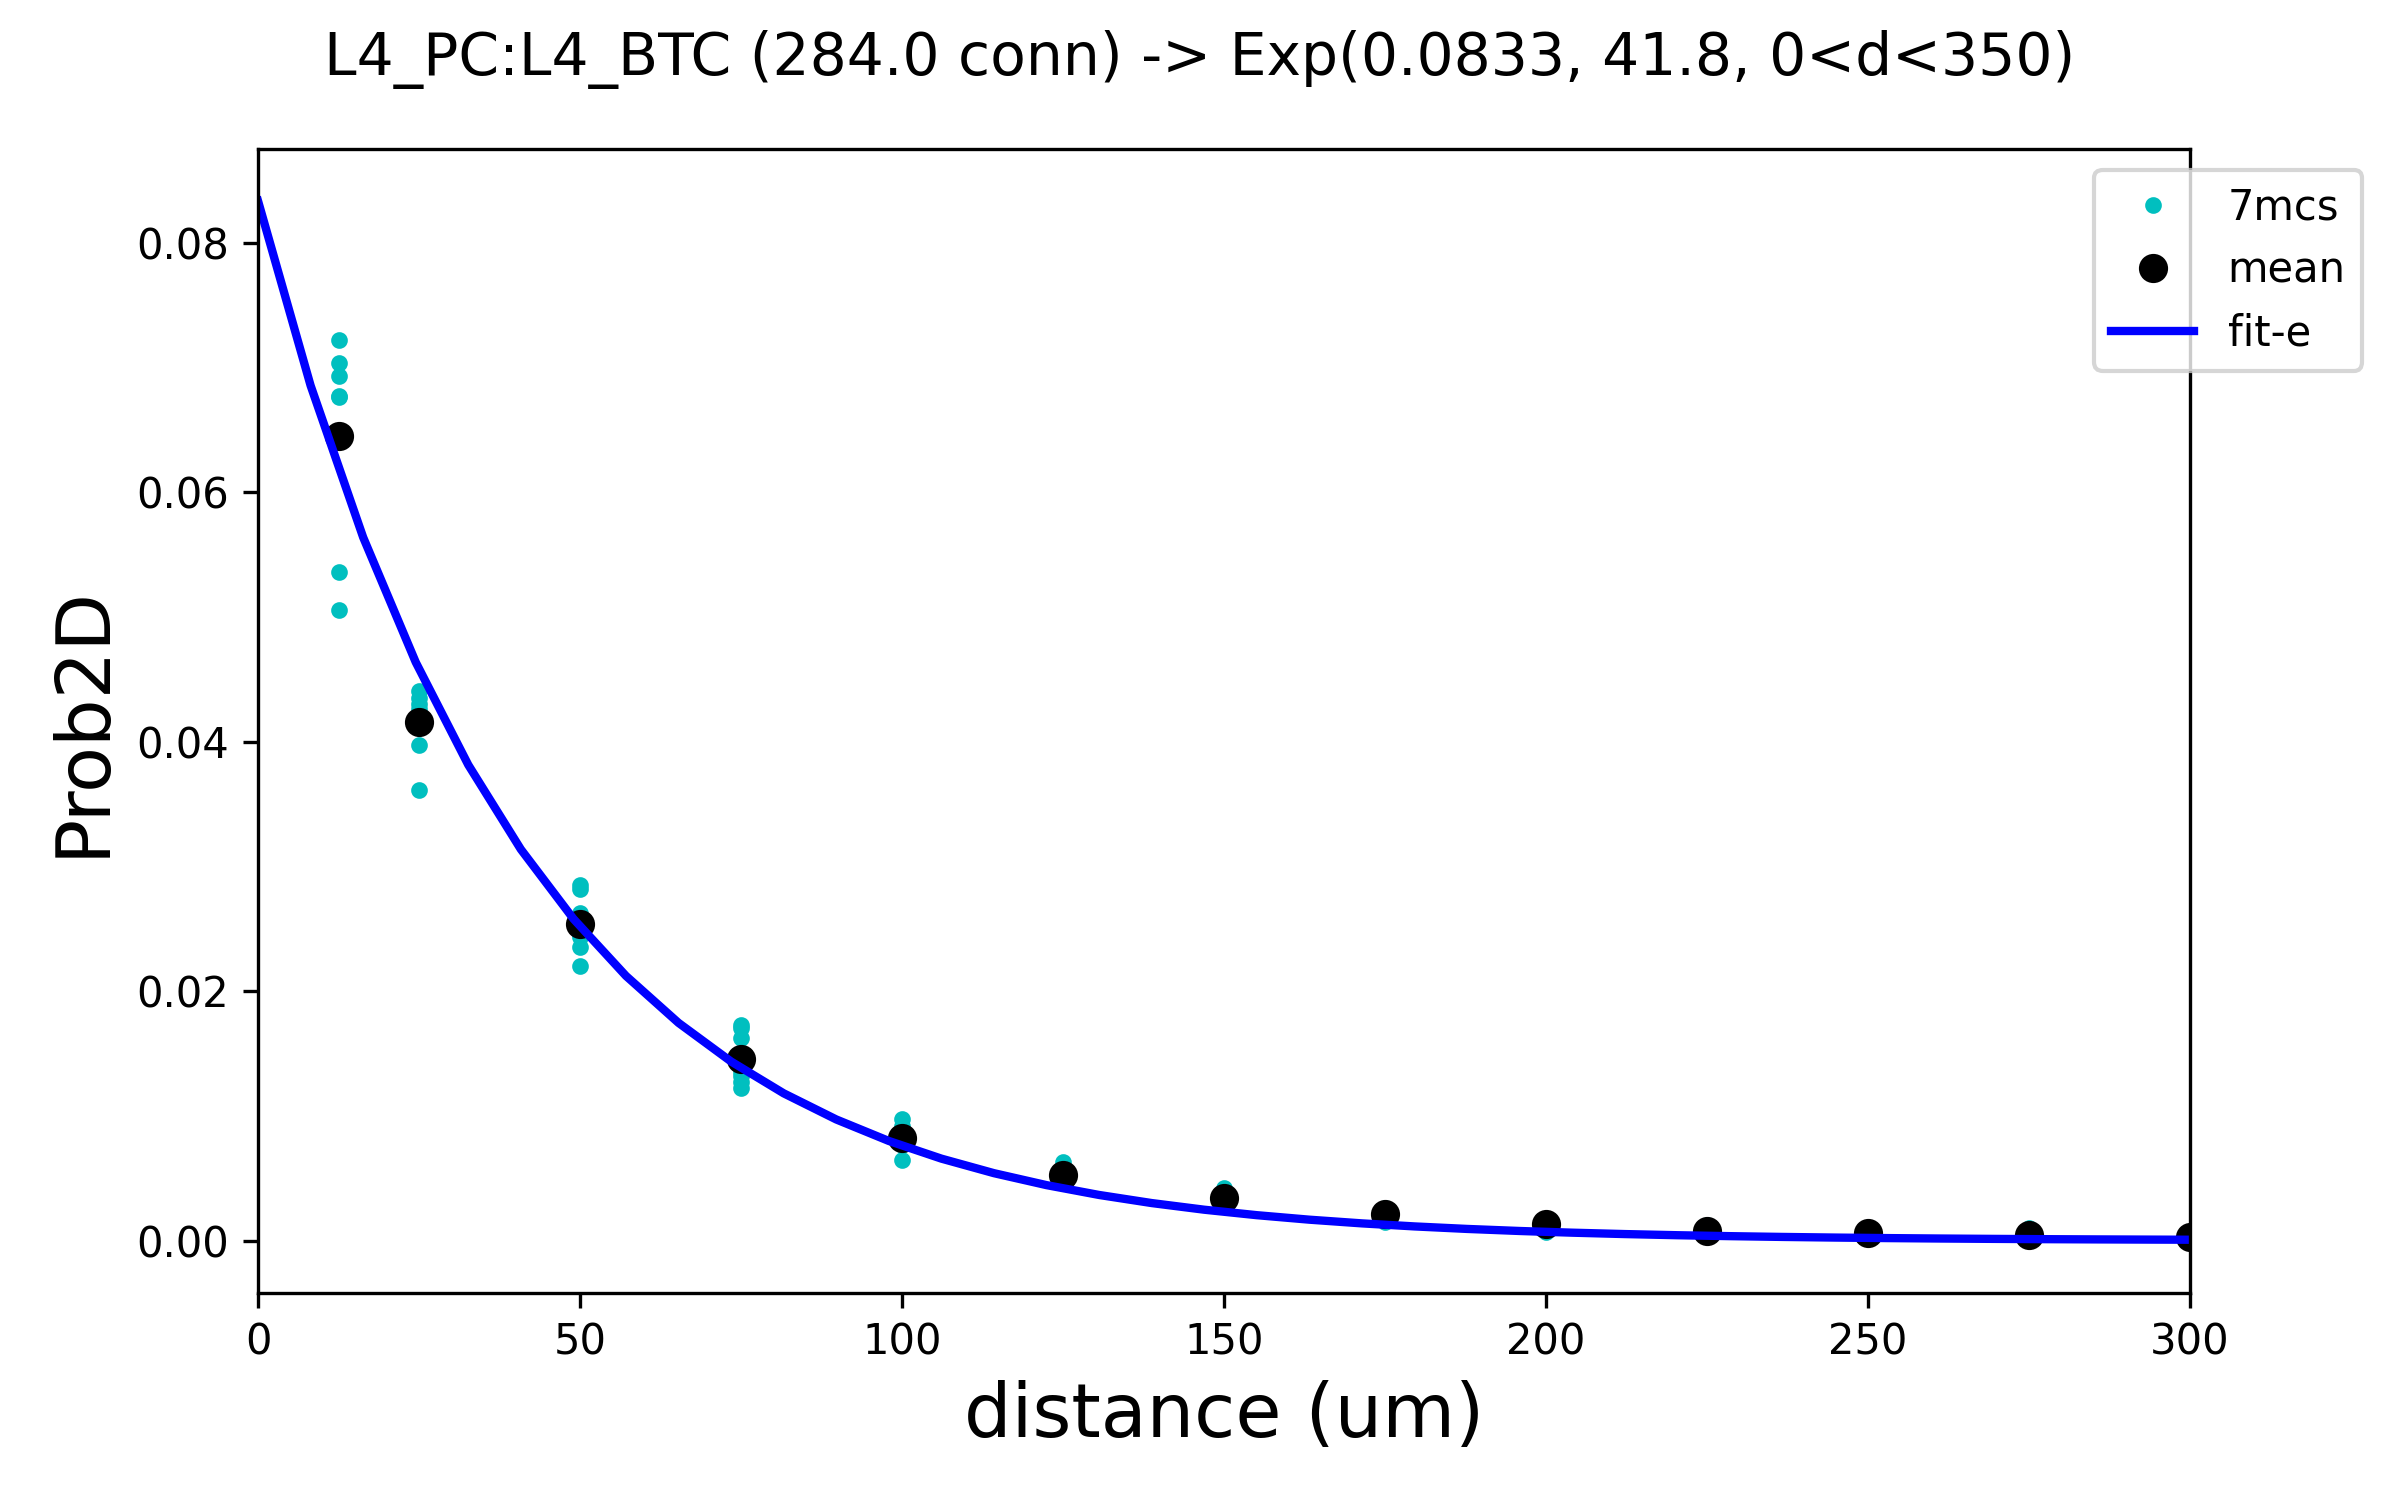 L4_PC:L4_BTC (284.0 conn) -> Exp(0.0833, 41.8, 0<d<350)
7mcs
mean
fit-e
Prob2D
0.08
0.06
0.04
0.02
0.00
0 50 100 150 200 250 300
distance (um)